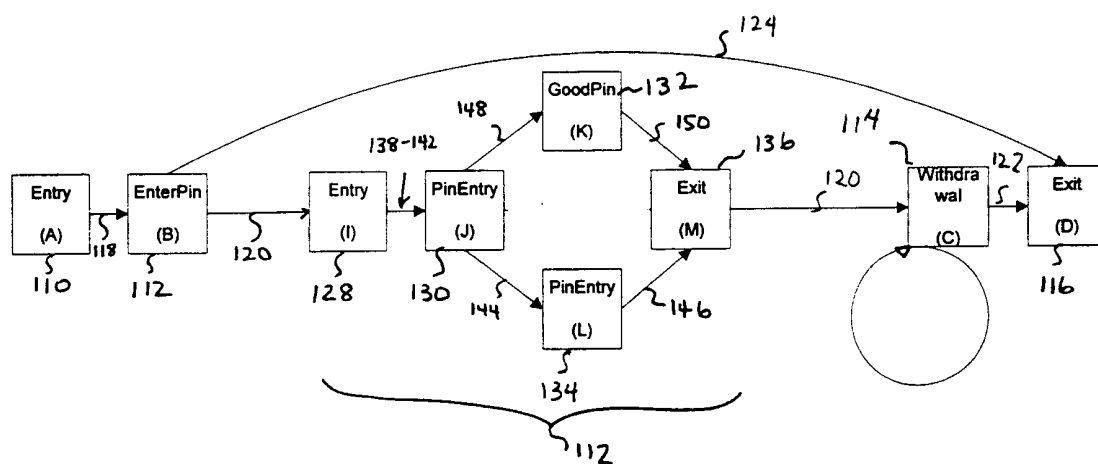 124
GoodPin
(K)
132
148
150
138-142
114
136
Entry
(A)
118
110
EnterPin
(B)
112
120
Entry
(I)
128
PinEntry
(J)
130
144
Exit
(M)
120
Withdra
wal
(C)
122
Exit
(D)
116
PinEntry
(L)
134
146
112